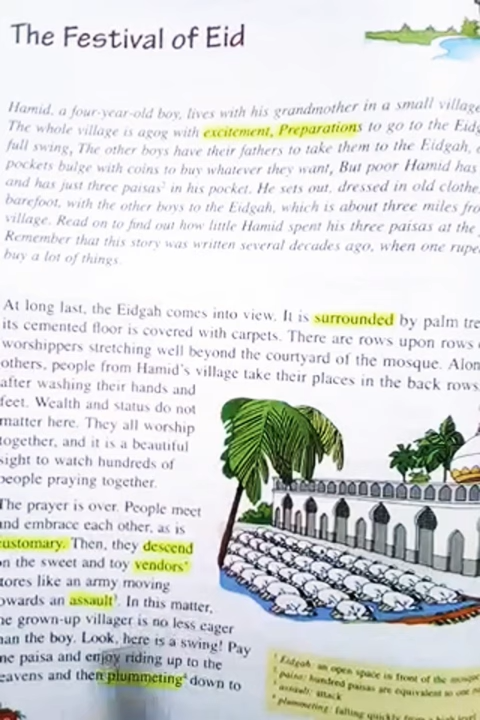 The Festival of Eid
Hamid, a four-year-old boy, lives with his grandmother in a small village
The whole village is agog with excitement, Preparations to go to the
full swing, The other boys have their fathers to take them to the Eidgah,
pockets bulge with coins to buy whatever they want, But poor Hamid has
and has just three paisas² in his pocket. He sets out, dressed in old
barefoot, with the other boys to the Eidgah, which is about three miles
village. Read on to find out how little Hamid spent his three paisas at the
Remember that this story was written several decades ago, when one
buy a lot of things.
At long last, the Eidgah comes into view. It is surrounded by palm
its cemented floor is covered with carpets. There are rows upon rows
worshippers stretching well beyond the courtyard of the mosque.
others, people from Hamid's village take their places in the back rows
after washing their hands and
feet. Wealth and status do not
matter here. They all worship
together, and it is a beautiful
sight to watch hundreds of
people praying together.
The prayer is over. People meet
and embrace each other, as is
customary. Then, they descend
on the sweet and toy vendors'
stores like an army moving
towards an assault³. In this matter,
the grown-up villager is no less eager
than the boy. Look, here is a swing! Pay
one paisa and enjoy riding up to the
heavens and then plummeting⁴ down to
¹ Eidgah: an open space in front of the mosque
² paisa: hundred paisas are equivalent to one
³ assault: attack
⁴ plummeting: falling quickly from a high level